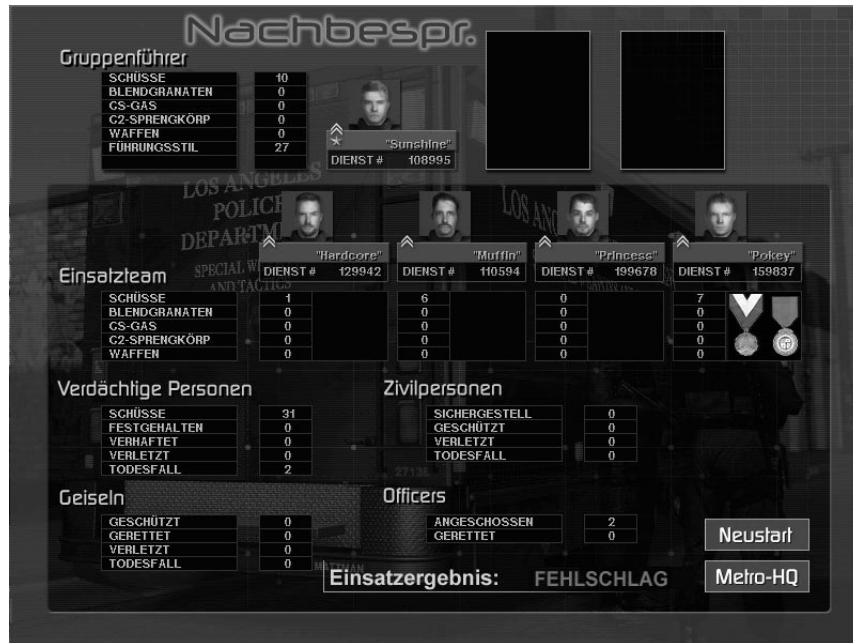 Nachbespr.
Gruppenführer
SCHÜSSE 10
BLENDGRANATEN 0
CS-GAS 0
C2-SPRENGKÖRP 0
WAFFEN 0
FÜHRUNGSSTIL 27
"Sunshine"
DIENST # 108995
LOS ANGELES
POLICE
DEPARTM
SPECIAL W
AND TACTICS
LOS AN
"Hardcore" "Muffin" "Princess" "Pokey"
DIENST # 129942 DIENST # 110594 DIENST # 199678 DIENST # 159837
Einsatzteam
SCHÜSSE 1 6 0 7
BLENDGRANATEN 0 0 0 0
CS-GAS 0 0 0 0
C2-SPRENGKÖRP 0 0 0 0
WAFFEN 0 0 0 0
Verdächtige Personen Zivilpersonen
SCHÜSSE 31 SICHERGESTELL 0
FESTGEHALTEN 0 GESCHÜTZT 0
VERHAFTET 0 VERLETZT 0
VERLETZT 0 TODESFALL 0
TODESFALL 2
27138
Geiseln Officers
GESCHÜTZT 0 ANGESCHOSSEN 2
GERETTET 0 GERETTET 0
VERLETZT 0
TODESFALL 0
Neustart
Einsatzergebnis: FEHLSCHLAG
Metro-HQ